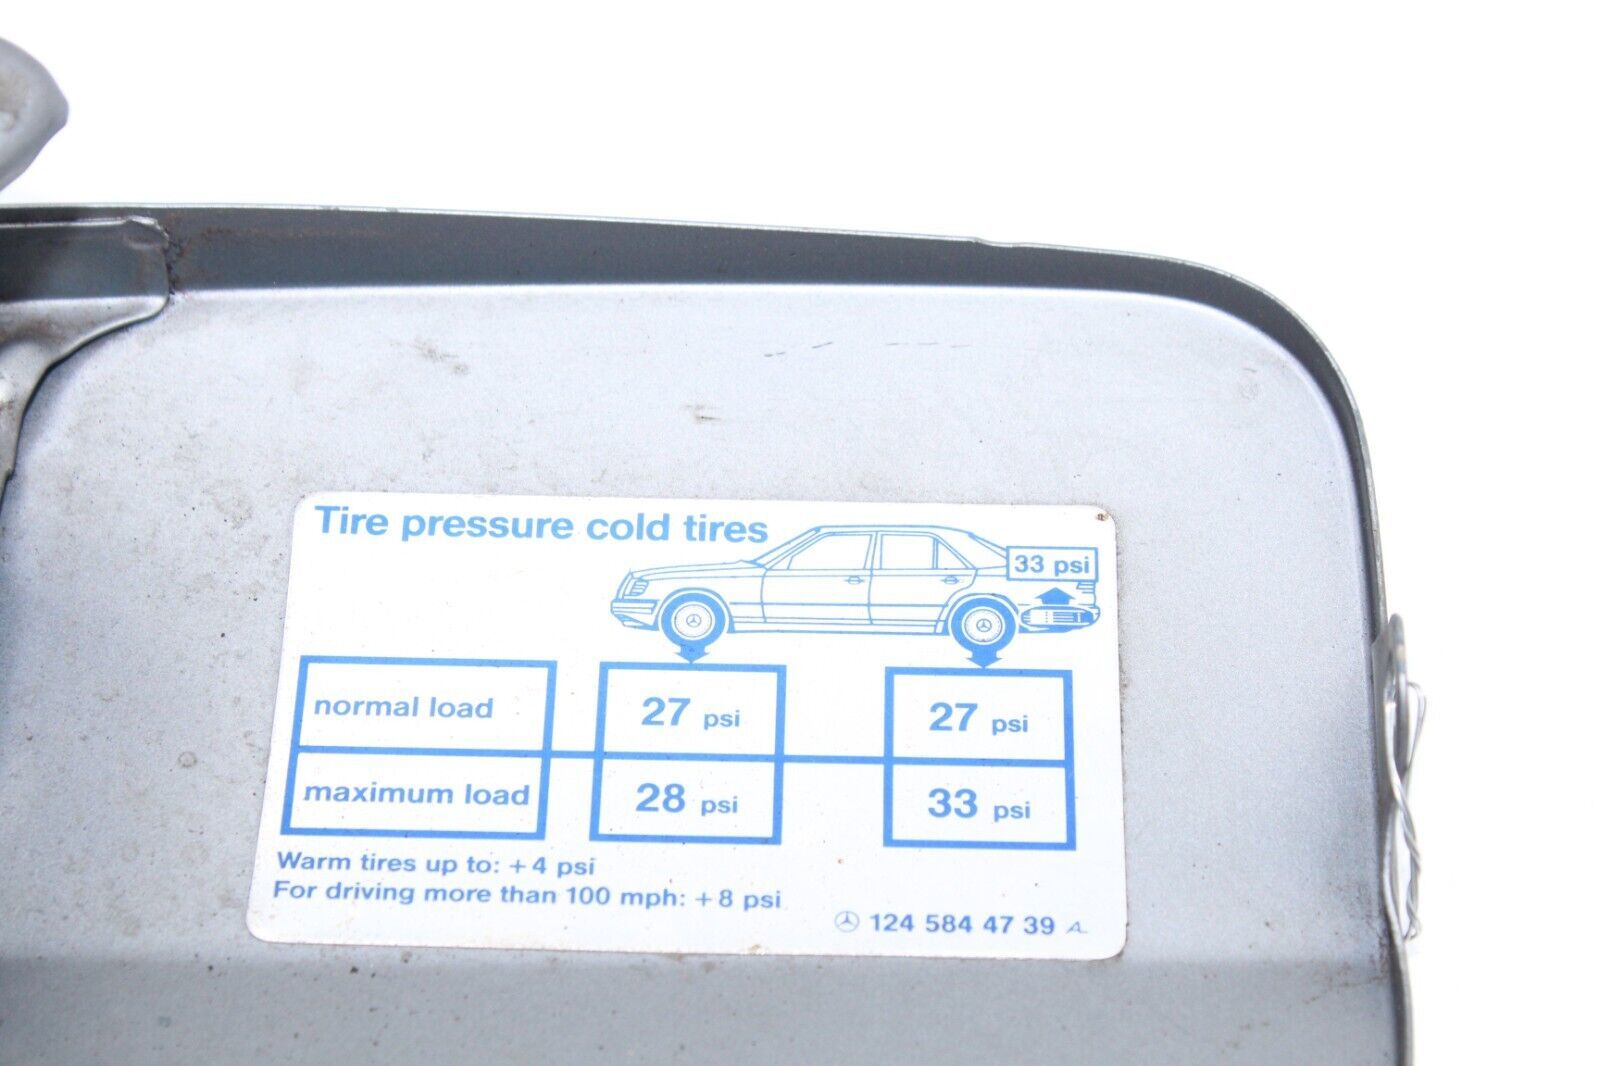 Tire pressure cold tires
33 psi
normal load 27 psi 27 psi
maximum load 28 psi 33 psi
Warm tires up to: +4 psi
For driving more than 100 mph: +8 psi
124 584 47 39 A